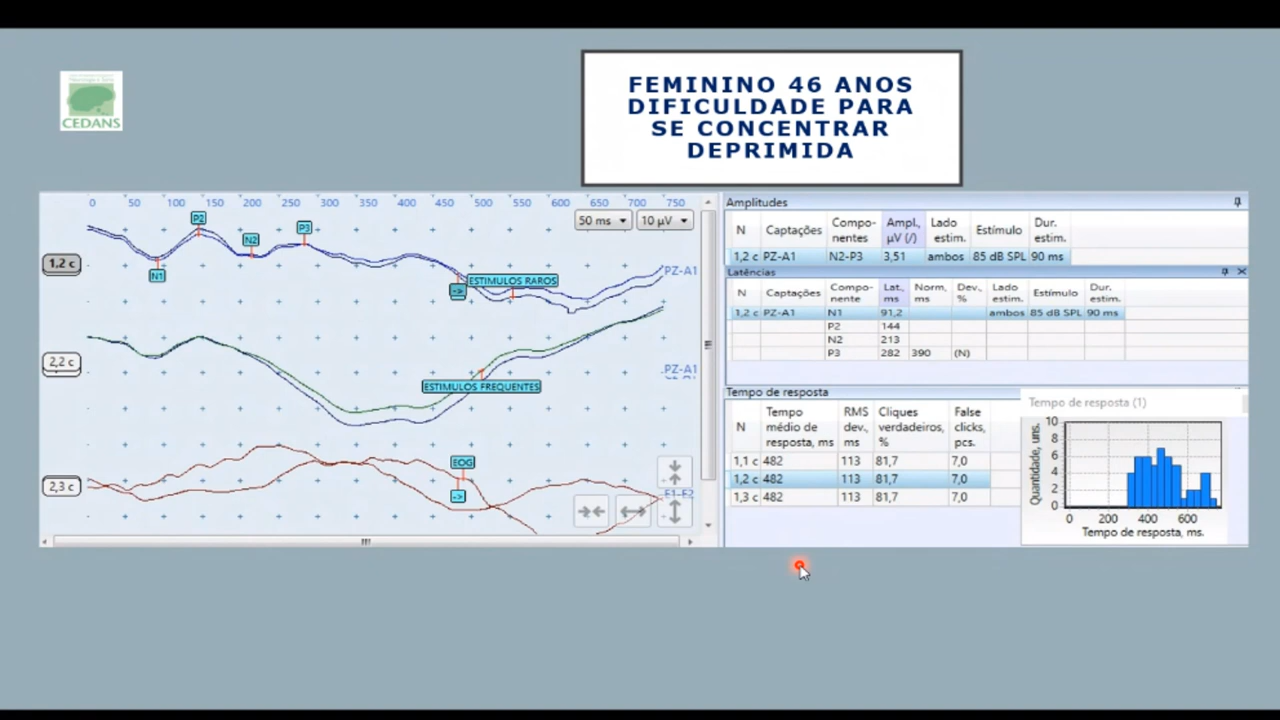 CEDANS
FEMININO 46 ANOS
DIFICULDADE PARA
SE CONCENTRAR
DEPRIMIDA
0 50 100 150 200 250 300 350 400 450 500 550 600 650 700 750
50 ms 10 µV
P2
N2
P3
N1
1.2 c
PZ-A1
ESTIMULOS RAROS
->
2,2 c
PZ-A1
ESTIMULOS FREQUENTES
EOG
->
2,3 c
Amplitudes
N Captações Compo-nentes Ampl., µV (/) Lado estim. Estímulo Dur. estim.
1,2 c PZ-A1 N2-P3 3,51 ambos 85 dB SPL 90 ms
Latências
N Captações Compo-nente Lat., ms Norm, ms Dev., % Lado estim. Estímulo Dur. estim.
1,2 c PZ-A1 N1 91,2 ambos 85 dB SPL 90 ms
P2 144
N2 213
P3 282 390 (N)
Tempo de resposta
N Tempo médio de resposta, ms RMS dev., ms Cliques verdadeiros, % False clicks, pcs.
1,1 c 482 113 81,7 7,0
1,2 c 482 113 81,7 7,0
1,3 c 482 113 81,7 7,0
Tempo de resposta (1)
Quantidade, uns.
10
8
6
4
2
0
0 200 400 600
Tempo de resposta, ms.